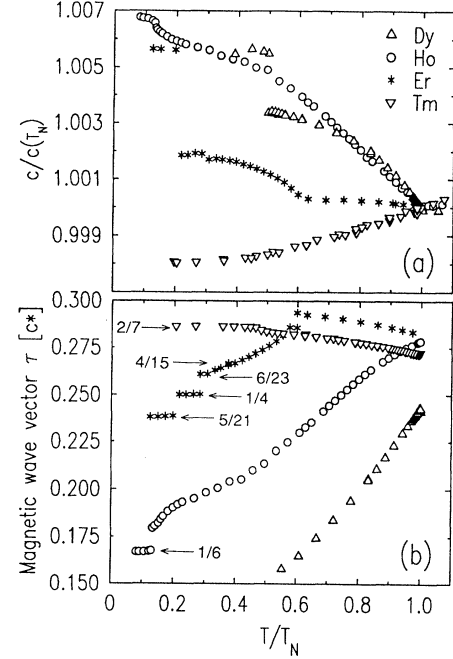 1.007
1.005
1.003
1.001
0.999
c/c(T_N)
Dy
Ho
Er
Tm
(a)
0.300
0.275
0.250
0.225
0.200
0.175
0.150
Magnetic wave vector τ [c*]
2/7
4/15
6/23
1/4
5/21
1/6
(b)
0.0 0.2 0.4 0.6 0.8 1.0
T/T_N